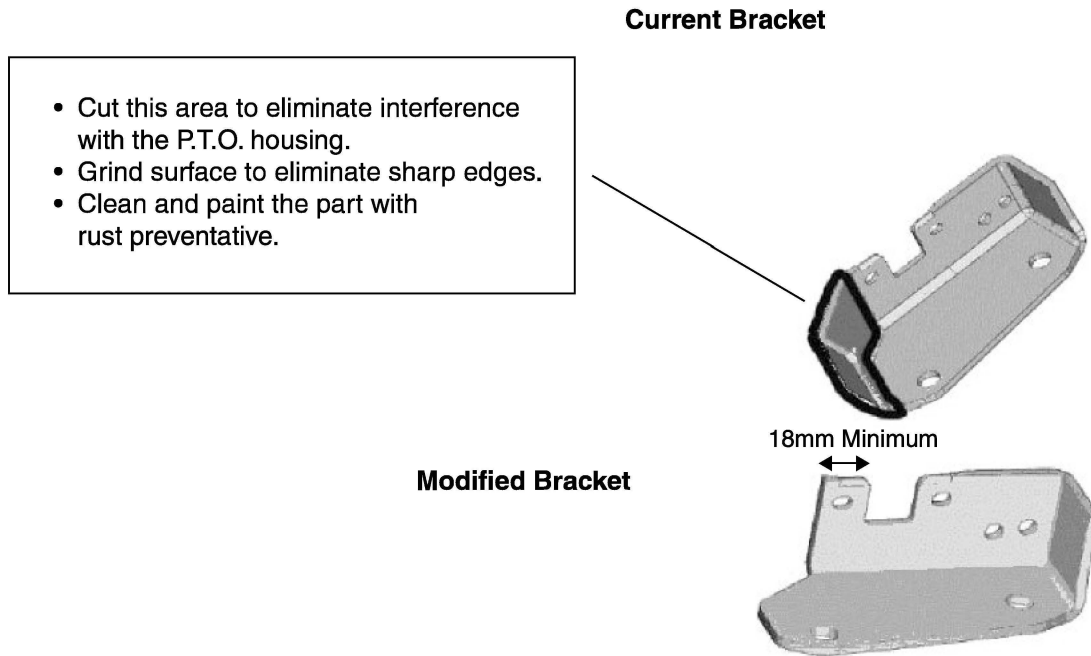 Current Bracket
• Cut this area to eliminate interference
with the P.T.O. housing.
• Grind surface to eliminate sharp edges.
• Clean and paint the part with
rust preventative.
18mm Minimum
Modified Bracket